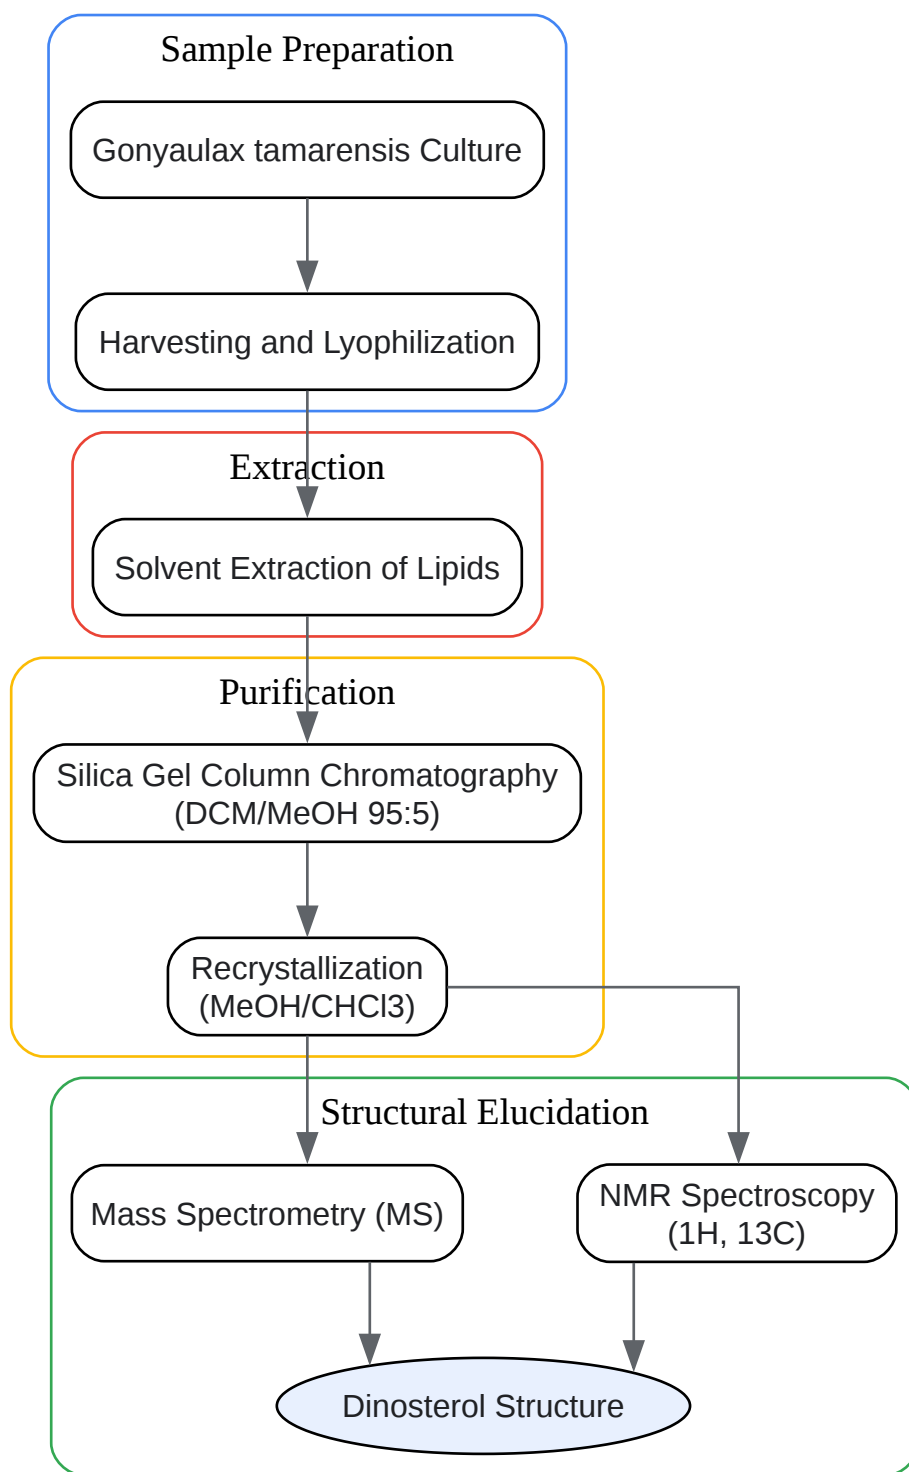 Sample Preparation
Gonyaulax tamarensis Culture
Harvesting and Lyophilization
Extraction
Solvent Extraction of Lipids
Purification
Silica Gel Column Chromatography
(DCM/MeOH 95:5)
Recrystallization
(MeOH/CHCl3)
Structural Elucidation
Mass Spectrometry (MS)
NMR Spectroscopy
(1H, 13C)
Dinosterol Structure